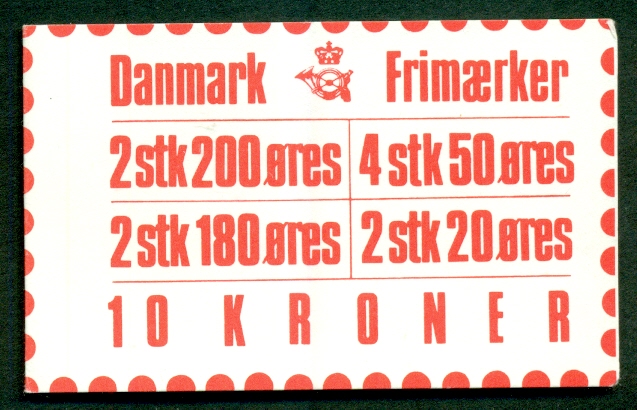 Danmark Frimærker
2 stk 200 øres 4 stk 50 øres
2 stk 180 øres 2 stk 20 øres
10 KRONER